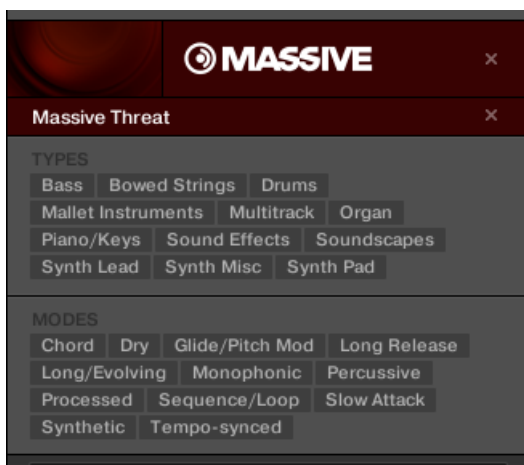 MASSIVE ×
Massive Threat ×
TYPES
Bass Bowed Strings Drums
Mallet Instruments Multitrack Organ
Piano/Keys Sound Effects Soundscapes
Synth Lead Synth Misc Synth Pad
MODES
Chord Dry Glide/Pitch Mod Long Release
Long/Evolving Monophonic Percussive
Processed Sequence/Loop Slow Attack
Synthetic Tempo-synced